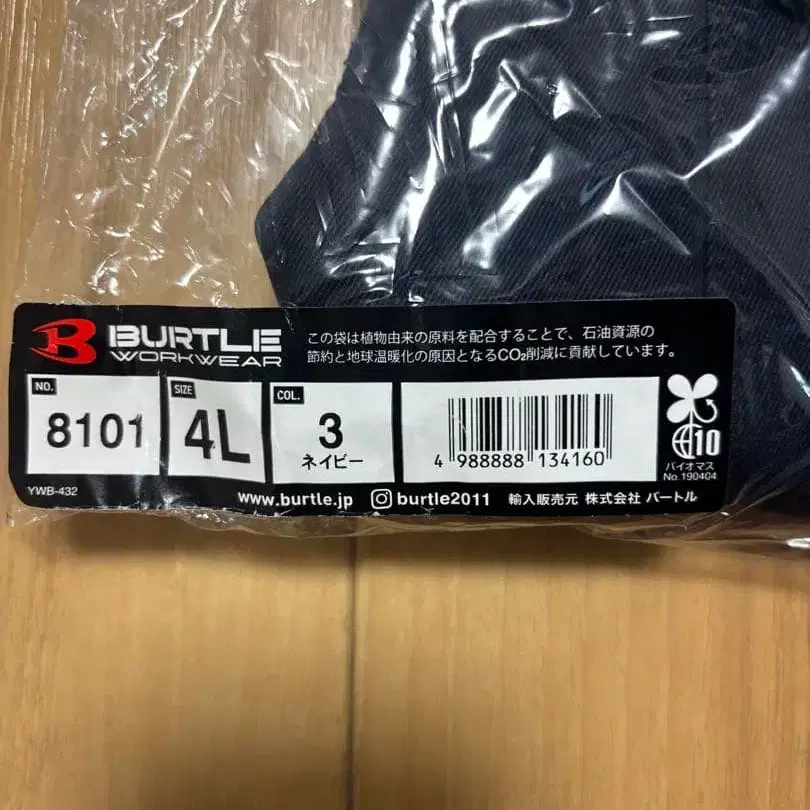 BURTLE
WORKWEAR
この袋は植物由来の原料を配合することで、石油資源の
節約と地球温暖化の原因となるCO₂削減に貢献しています。
NO.
8101
SIZE
4L
COL.
3
ネイビー
4 988888 134160
10
バイオマス
No.190404
YWB-432
www.burtle.jp burtle2011 輸入販売元 株式会社 バートル